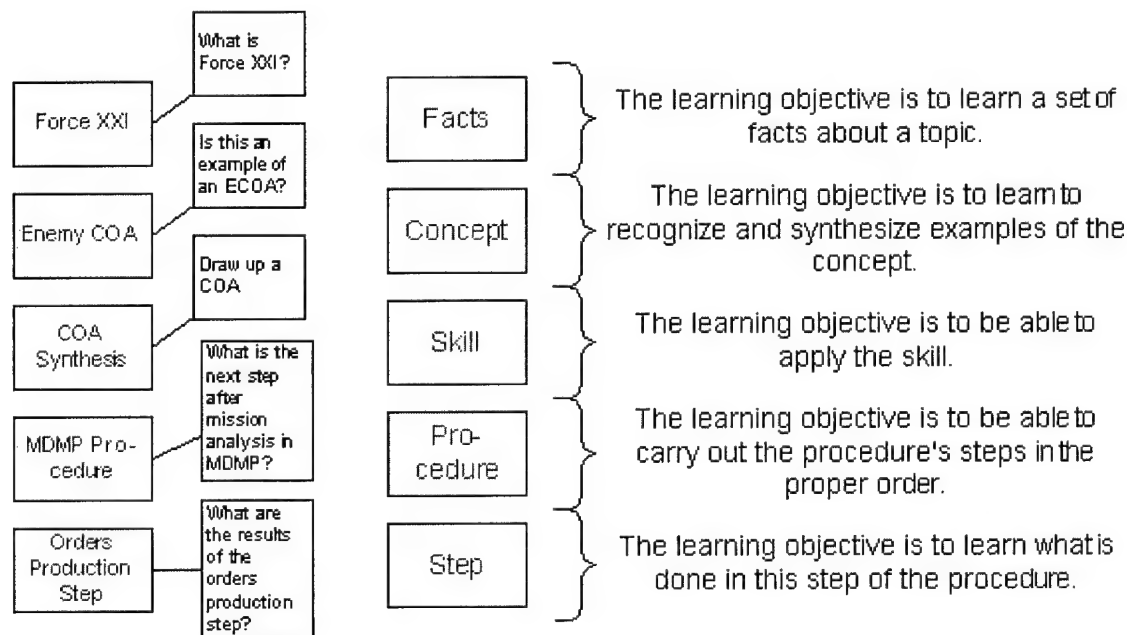 What is
Force XXI?
Force XXI
Is this an
example of
an ECOA?
Enemy COA
Draw up a
COA
COA
Synthesis
What is the
next step
after
mission
analysis in
MDMP?
MDMP Pro-
cedure
What are
the results
of the
orders
production
step?
Orders
Production
Step
Facts
The learning objective is to learn a set of
facts about a topic.
Concept
The learning objective is to learn to
recognize and synthesize examples of the
concept.
Skill
The learning objective is to be able to
apply the skill.
Pro-
cedure
The learning objective is to be able to
carry out the procedure's steps in the
proper order.
Step
The learning objective is to learn what is
done in this step of the procedure.